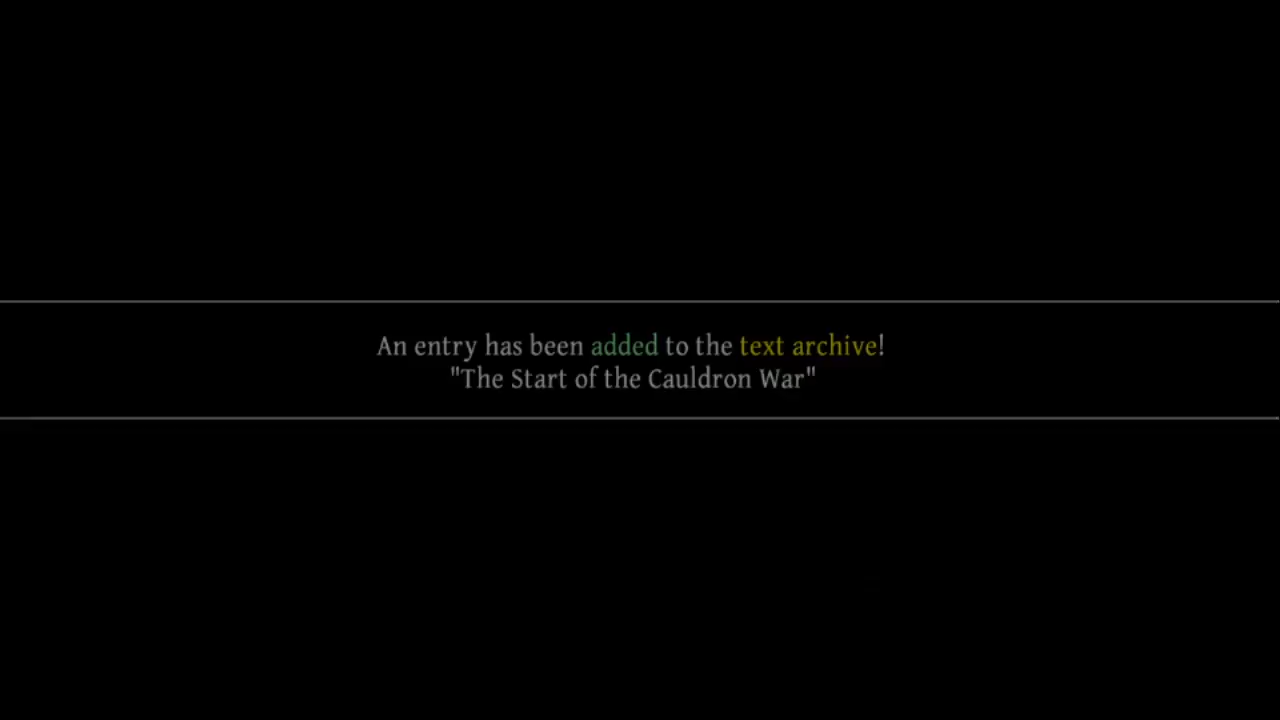 An entry has been added to the text archive!
"The Start of the Cauldron War"